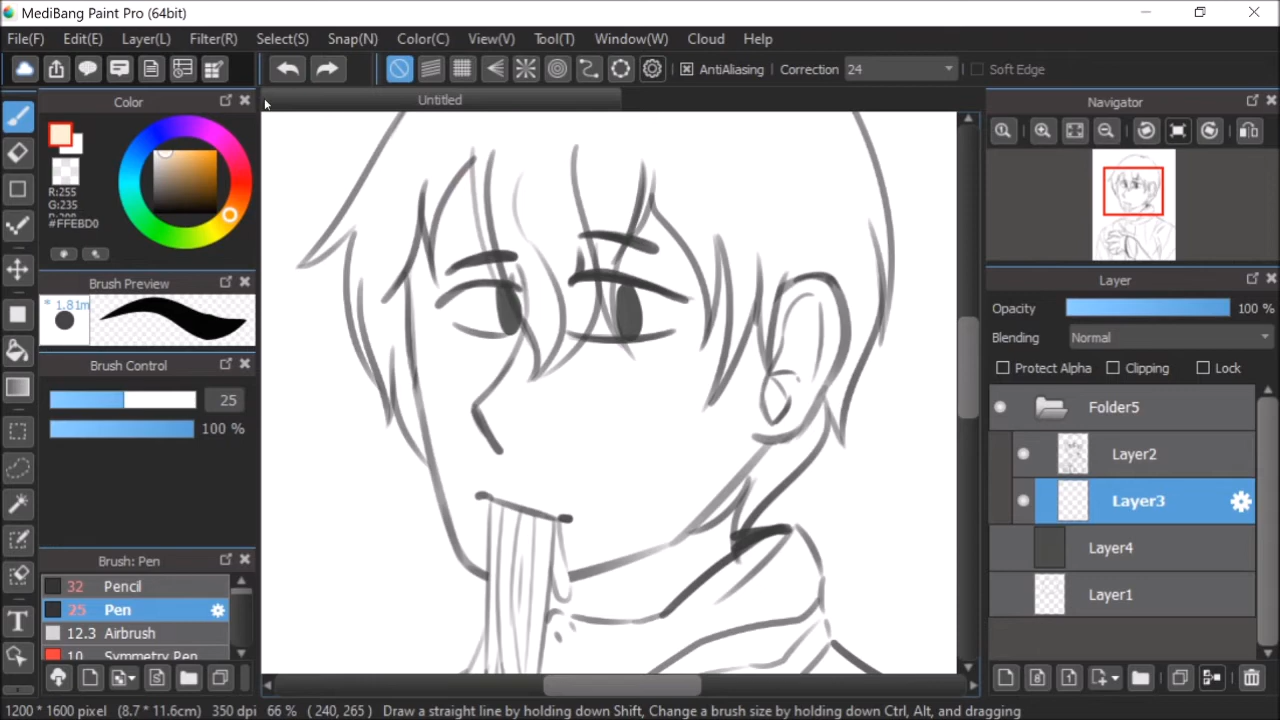 MediBang Paint Pro (64bit)
File(F) Edit(E) Layer(L) Filter(R) Select(S) Snap(N) Color(C) View(V) Tool(T) Window(W) Cloud Help
AntiAliasing Correction 24 Soft Edge
Color
Untitled
Navigator
R:255
G:235
#FFEBD0
Brush Preview
* 1.81m
Layer
Opacity 100 %
Blending Normal
Brush Control
Protect Alpha Clipping Lock
25
100 %
Folder5
Layer2
Layer3
Layer4
Layer1
Brush: Pen
32 Pencil
25 Pen
12.3 Airbrush
10 Symmetry Pen
1200 * 1600 pixel (8.7 * 11.6cm) 350 dpi 66 % ( 240, 265 ) Draw a straight line by holding down Shift, Change a brush size by holding down Ctrl, Alt, and dragging